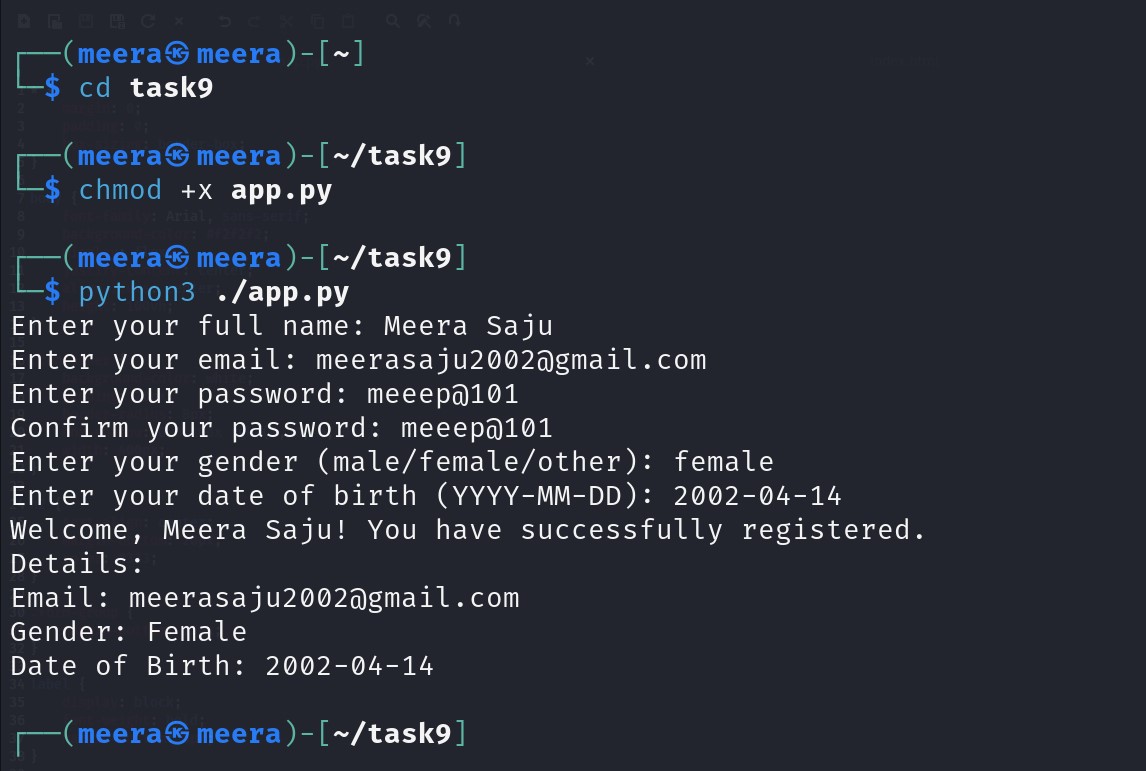 ┌──(meera㉿meera)-[~]
└─$ cd task9
┌──(meera㉿meera)-[~/task9]
└─$ chmod +x app.py
┌──(meera㉿meera)-[~/task9]
└─$ python3 ./app.py
Enter your full name: Meera Saju
Enter your email: meerasaju2002@gmail.com
Enter your password: meeep@101
Confirm your password: meeep@101
Enter your gender (male/female/other): female
Enter your date of birth (YYYY-MM-DD): 2002-04-14
Welcome, Meera Saju! You have successfully registered.
Details:
Email: meerasaju2002@gmail.com
Gender: Female
Date of Birth: 2002-04-14
┌──(meera㉿meera)-[~/task9]